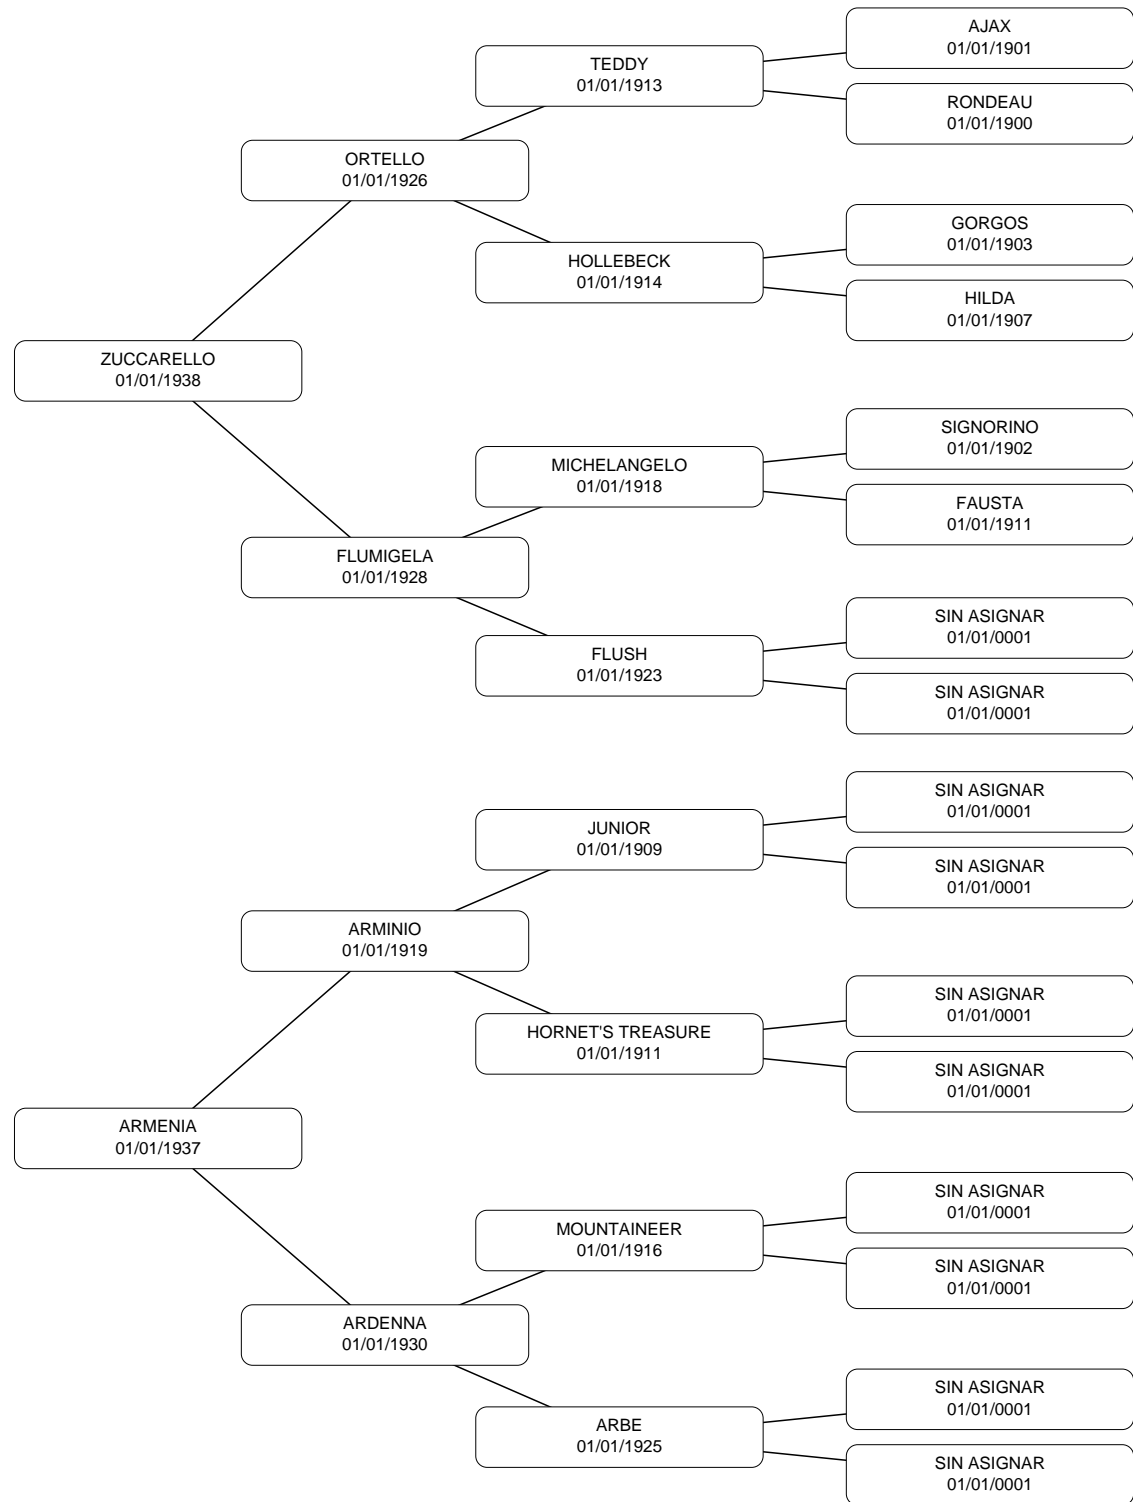 AJAX
01/01/1901
TEDDY
01/01/1913
RONDEAU
01/01/1900
ORTELLO
01/01/1926
GORGOS
01/01/1903
HOLLEBECK
01/01/1914
HILDA
01/01/1907
ZUCCARELLO
01/01/1938
SIGNORINO
01/01/1902
MICHELANGELO
01/01/1918
FAUSTA
01/01/1911
FLUMIGELA
01/01/1928
SIN ASIGNAR
01/01/0001
FLUSH
01/01/1923
SIN ASIGNAR
01/01/0001
SIN ASIGNAR
01/01/0001
JUNIOR
01/01/1909
SIN ASIGNAR
01/01/0001
ARMINIO
01/01/1919
SIN ASIGNAR
01/01/0001
HORNET'S TREASURE
01/01/1911
SIN ASIGNAR
01/01/0001
ARMENIA
01/01/1937
SIN ASIGNAR
01/01/0001
MOUNTAINEER
01/01/1916
SIN ASIGNAR
01/01/0001
ARDENNA
01/01/1930
SIN ASIGNAR
01/01/0001
ARBE
01/01/1925
SIN ASIGNAR
01/01/0001